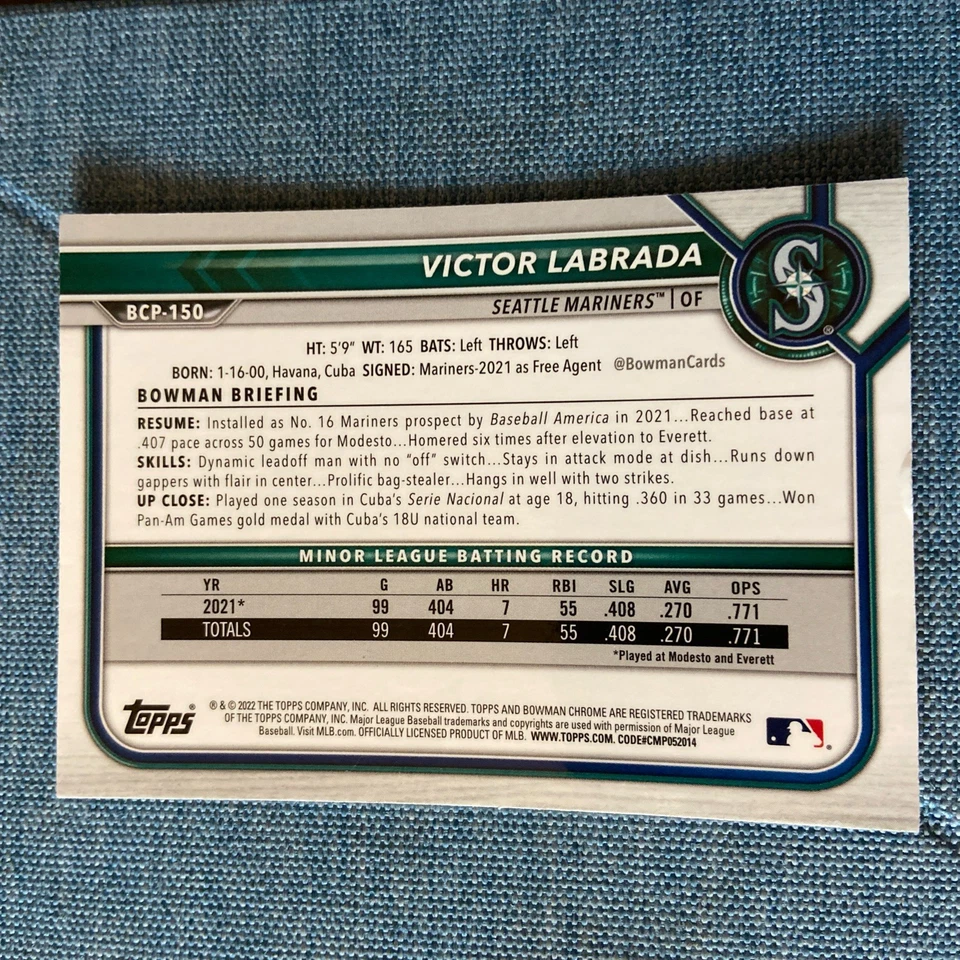 VICTOR LABRADA
SEATTLE MARINERS™ | OF
BCP-150
S ®
HT: 5'9" WT: 165 BATS: Left THROWS: Left
BORN: 1-16-00, Havana, Cuba SIGNED: Mariners-2021 as Free Agent @BowmanCards
BOWMAN BRIEFING
RESUME: Installed as No. 16 Mariners prospect by Baseball America in 2021...Reached base at
.407 pace across 50 games for Modesto...Homered six times after elevation to Everett.
SKILLS: Dynamic leadoff man with no "off" switch...Stays in attack mode at dish...Runs down
gappers with flair in center...Prolific bag-stealer...Hangs in well with two strikes.
UP CLOSE: Played one season in Cuba's Serie Nacional at age 18, hitting .360 in 33 games...Won
Pan-Am Games gold medal with Cuba's 18U national team.
MINOR LEAGUE BATTING RECORD
YR G AB HR RBI SLG AVG OPS
2021* 99 404 7 55 .408 .270 .771
TOTALS 99 404 7 55 .408 .270 .771
*Played at Modesto and Everett
topps ®
® & © 2022 THE TOPPS COMPANY, INC. ALL RIGHTS RESERVED. TOPPS AND BOWMAN CHROME ARE REGISTERED TRADEMARKS
OF THE TOPPS COMPANY, INC. Major League Baseball trademarks and copyrights are used with permission of Major League
Baseball. Visit MLB.com. OFFICIALLY LICENSED PRODUCT OF MLB. WWW.TOPPS.COM. CODE#CMP052014
®